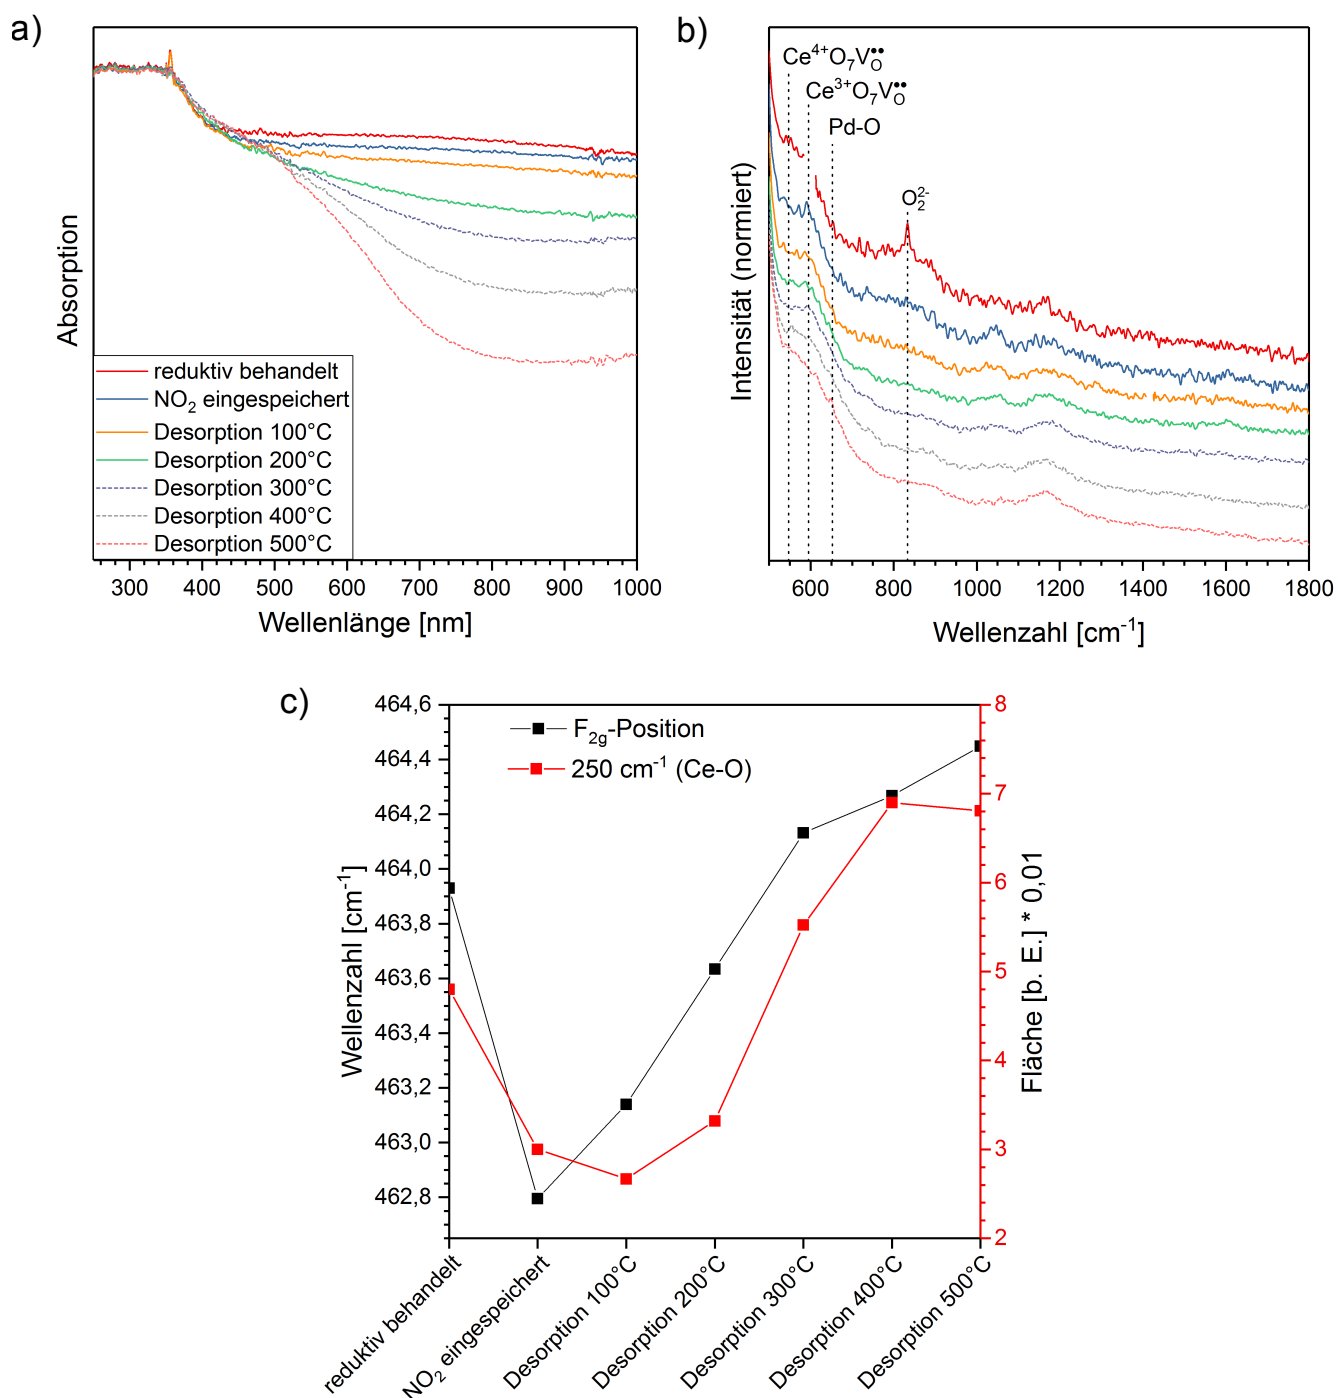 a)
Absorption
reduktiv behandelt
NO₂ eingespeichert
Desorption 100°C
Desorption 200°C
Desorption 300°C
Desorption 400°C
Desorption 500°C
300 400 500 600 700 800 900 1000
Wellenlänge [nm]
b)
Intensität (normiert)
Ce⁴⁺O₇V_O^••
Ce³⁺O₇V_O^••
Pd-O
O₂²⁻
600 800 1000 1200 1400 1600 1800
Wellenzahl [cm⁻¹]
c)
Wellenzahl [cm⁻¹]
464,6
464,4
464,2
464,0
463,8
463,6
463,4
463,2
463,0
462,8
F₂g-Position
250 cm⁻¹ (Ce-O)
8
7
6
5
4
3
2
Fläche [b. E.] * 0,01
reduktiv behandelt
NO₂ eingespeichert
Desorption 100°C
Desorption 200°C
Desorption 300°C
Desorption 400°C
Desorption 500°C